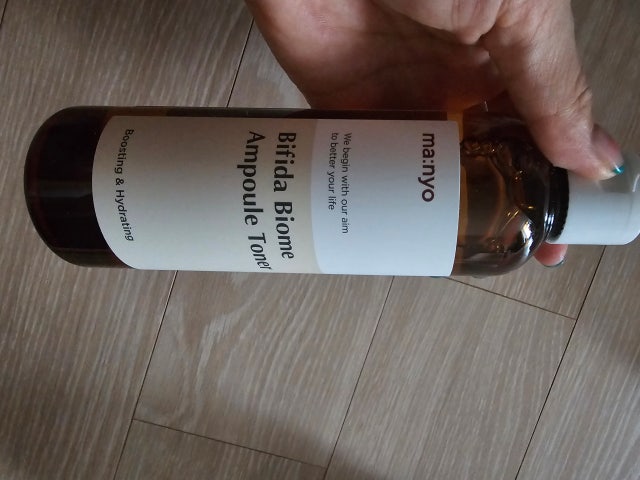 ma:nyo
We begin with our aim
to better your life
Bifida Biome
Ampoule Toner
Boosting & Hydrating